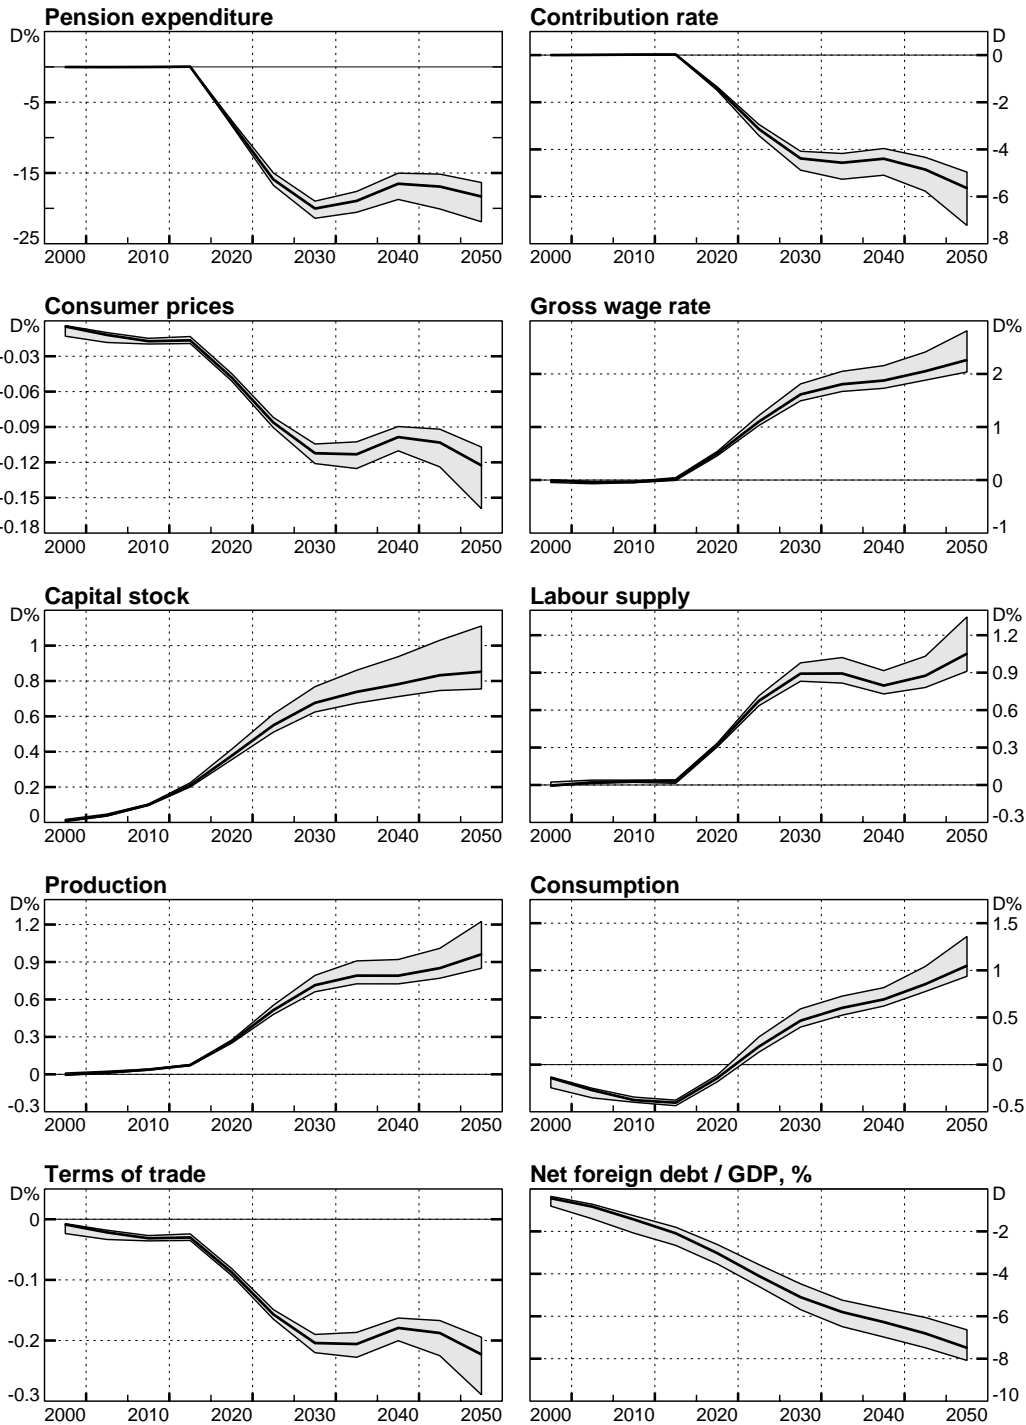 Pension expenditure
D%
-5
-15
-25
2000 2010 2020 2030 2040 2050
Contribution rate
D
0
-2
-4
-6
-8
2000 2010 2020 2030 2040 2050
Consumer prices
D%
-0.03
-0.06
-0.09
-0.12
-0.15
-0.18
2000 2010 2020 2030 2040 2050
Gross wage rate
D%
2
1
0
-1
2000 2010 2020 2030 2040 2050
Capital stock
D%
1
0.8
0.6
0.4
0.2
0
2000 2010 2020 2030 2040 2050
Labour supply
D%
1.2
0.9
0.6
0.3
0
-0.3
2000 2010 2020 2030 2040 2050
Production
D%
1.2
0.9
0.6
0.3
0
-0.3
2000 2010 2020 2030 2040 2050
Consumption
D%
1.5
1
0.5
0
-0.5
2000 2010 2020 2030 2040 2050
Terms of trade
D%
0
-0.1
-0.2
-0.3
2000 2010 2020 2030 2040 2050
Net foreign debt / GDP, %
D
-2
-4
-6
-8
-10
2000 2010 2020 2030 2040 2050